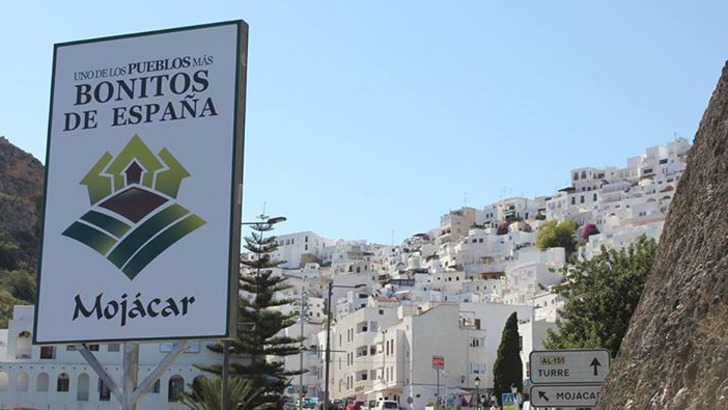 UNO DE LOS PUEBLOS MÁS
BONITOS
DE ESPAÑA
Mojácar
AL-151
TURRE
MOJÁCAR